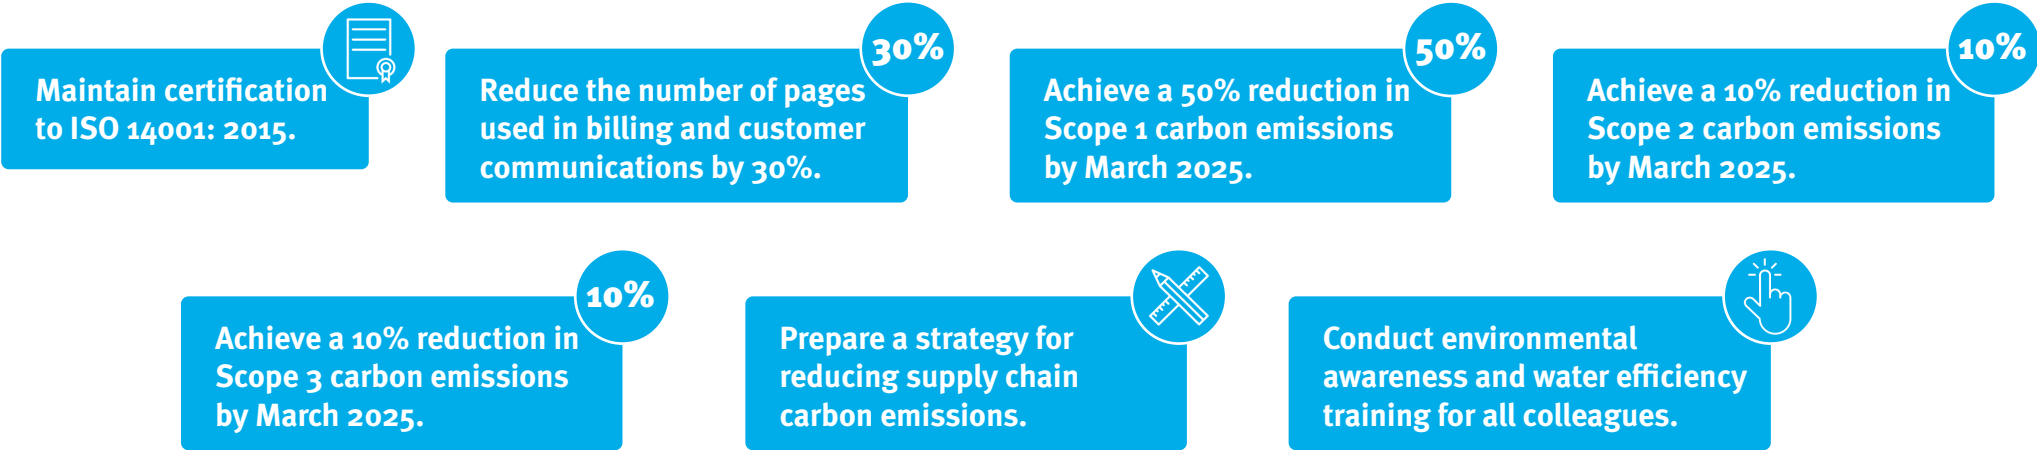 Maintain certification
to ISO 14001: 2015.
30%
Reduce the number of pages
used in billing and customer
communications by 30%.
50%
Achieve a 50% reduction in
Scope 1 carbon emissions
by March 2025.
10%
Achieve a 10% reduction in
Scope 2 carbon emissions
by March 2025.
10%
Achieve a 10% reduction in
Scope 3 carbon emissions
by March 2025.
Prepare a strategy for
reducing supply chain
carbon emissions.
Conduct environmental
awareness and water efficiency
training for all colleagues.